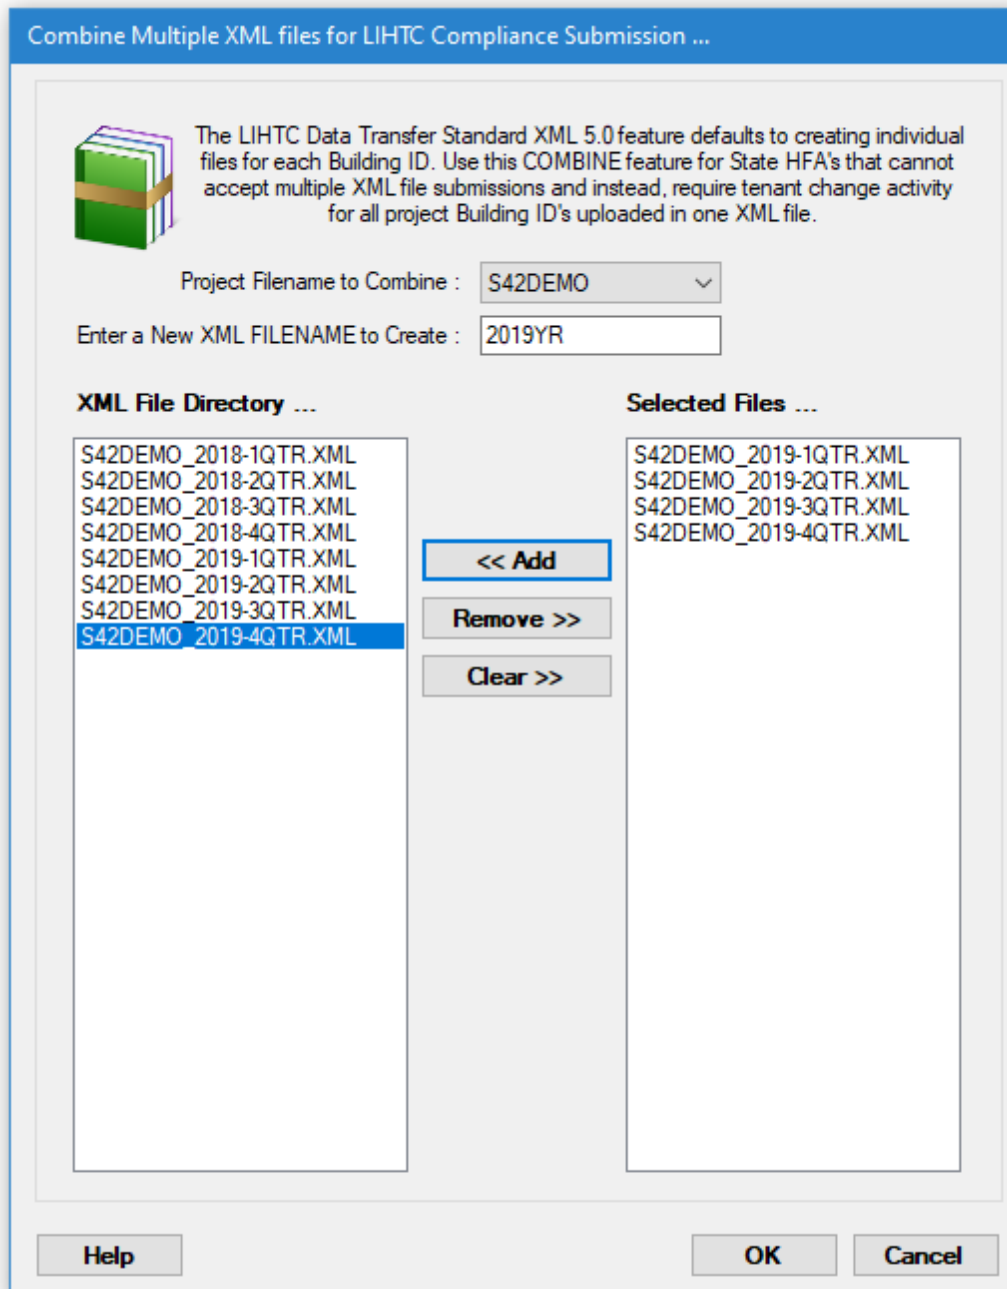 Combine Multiple XML files for LIHTC Compliance Submission ...
The LIHTC Data Transfer Standard XML 5.0 feature defaults to creating individual
files for each Building ID. Use this COMBINE feature for State HFA's that cannot
accept multiple XML file submissions and instead, require tenant change activity
for all project Building ID's uploaded in one XML file.
Project Filename to Combine : S42DEMO
Enter a New XML FILENAME to Create : 2019YR
XML File Directory ...
S42DEMO_2018-1QTR.XML
S42DEMO_2018-2QTR.XML
S42DEMO_2018-3QTR.XML
S42DEMO_2018-4QTR.XML
S42DEMO_2019-1QTR.XML
S42DEMO_2019-2QTR.XML
S42DEMO_2019-3QTR.XML
S42DEMO_2019-4QTR.XML
<< Add
Remove >>
Clear >>
Selected Files ...
S42DEMO_2019-1QTR.XML
S42DEMO_2019-2QTR.XML
S42DEMO_2019-3QTR.XML
S42DEMO_2019-4QTR.XML
Help
OK
Cancel